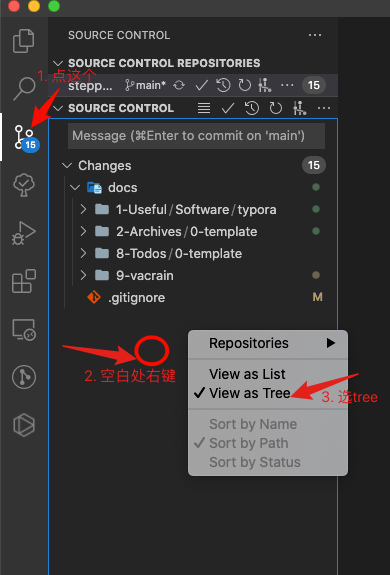 SOURCE CONTROL ...
SOURCE CONTROL REPOSITORIES
1. 点这个
stepp... main* ... 15
SOURCE CONTROL
Message (⌘Enter to commit on 'main')
15
Changes 15
docs
1-Useful / Software / typora
2-Archives / 0-template
8-Todos / 0-template
9-vacrain
.gitignore M
Repositories
View as List
2. 空白处右键
View as Tree
3. 选tree
Sort by Name
Sort by Path
Sort by Status